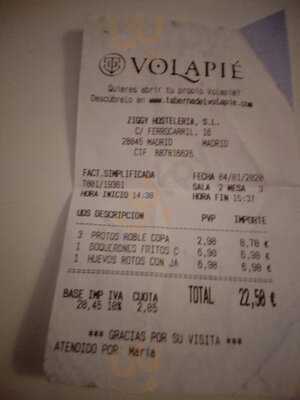 VOLAPIÉ
Quieres abrir tu propio Volapié?
Descúbrelo en www.tabernadelvolapie.com
ZIGGY HOSTELERIA, S.L.
C/ FERROCARRIL, 16
28045 MADRID MADRID
CIF B87816625
FACT.SIMPLIFICADA FECHA 04/01/2020
T001/19361 SALA 2 MESA 3
HORA INICIO 14:36 HORA FIN 15:37
UDS DESCRIPCION PVP IMPORTE
3 PROTOS ROBLE COPA 2,90 8,70 €
1 BOQUERONES FRITOS C 6,90 6,90 €
1 HUEVOS ROTOS CON JA 6,90 6,90 €
BASE IMP IVA CUOTA TOTAL 22,50 €
20,45 10% 2,05
*** GRACIAS POR SU VISITA ***
ATENDIDO POR: Maria